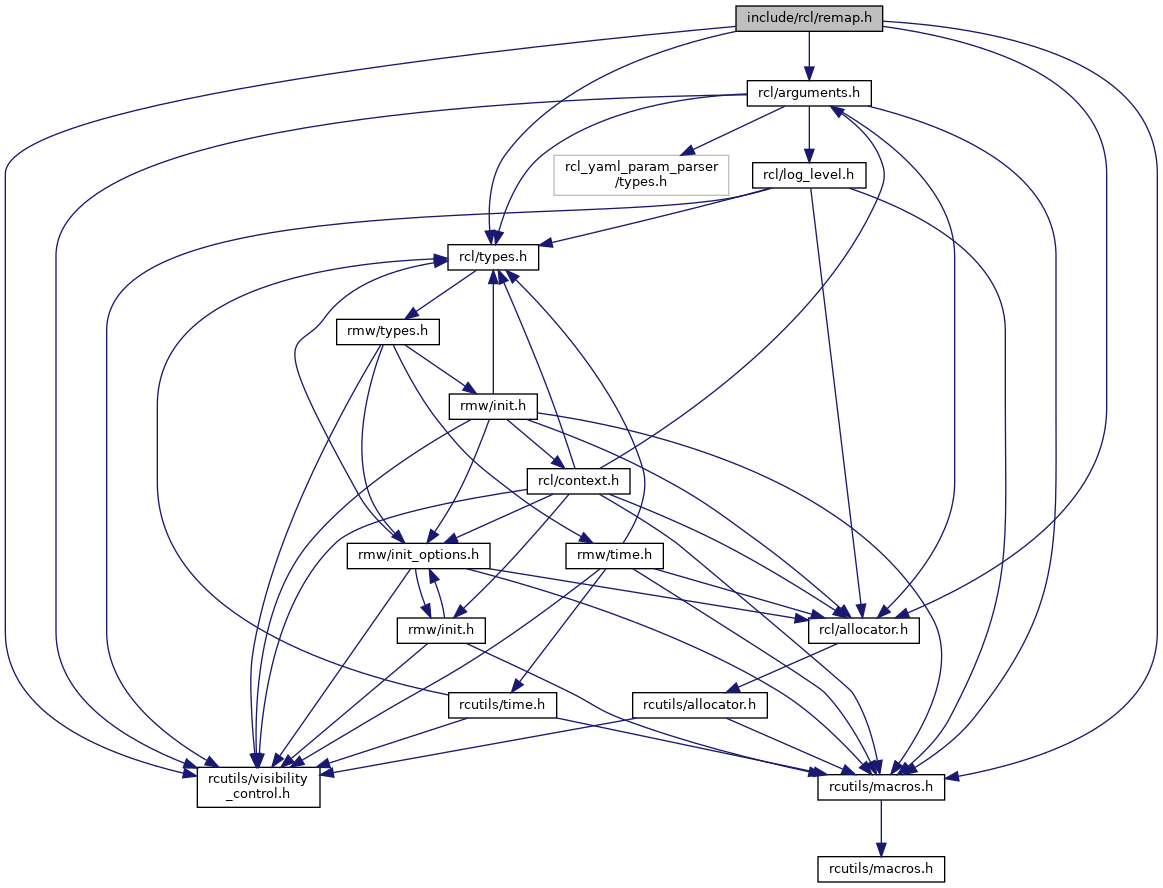 include/rcl/remap.h
rcl/arguments.h
rcl_yaml_param_parser
/types.h
rcl/log_level.h
rcl/types.h
rmw/types.h
rmw/init.h
rcl/context.h
rmw/init_options.h
rmw/time.h
rmw/init.h
rcl/allocator.h
rcutils/time.h
rcutils/allocator.h
rcutils/visibility
_control.h
rcutils/macros.h
rcutils/macros.h